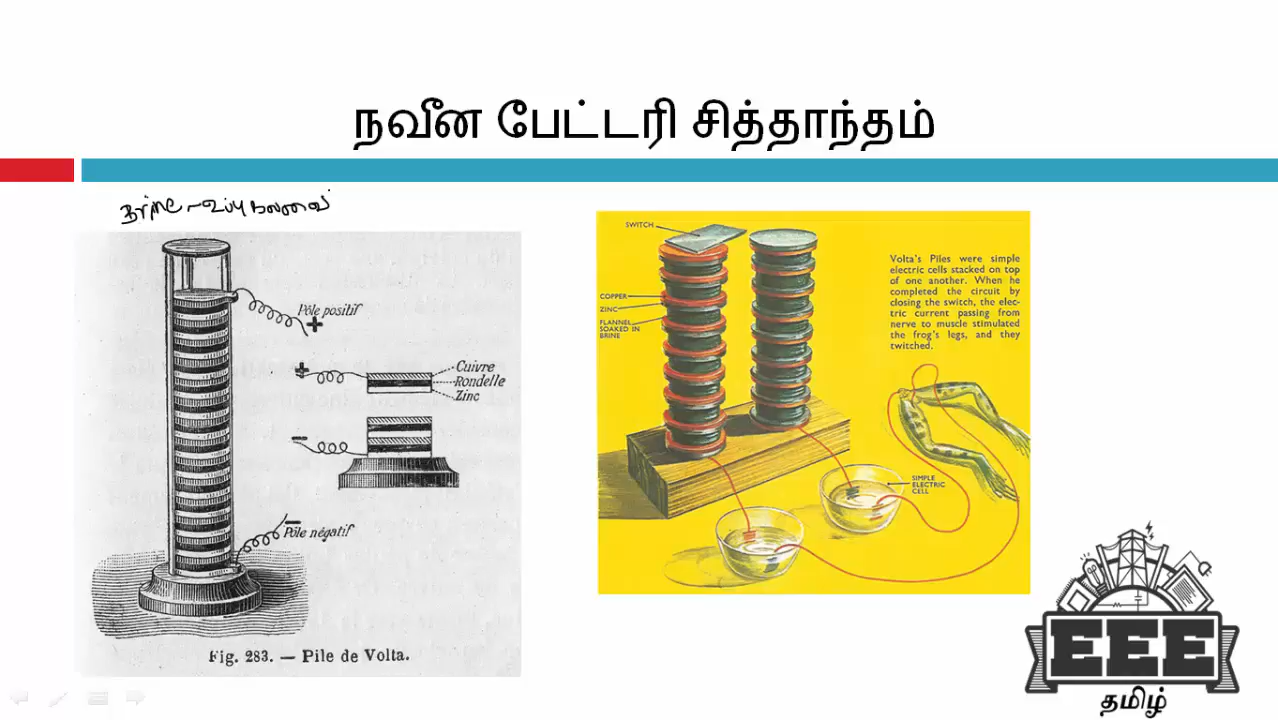 நவீன பேட்டரி சித்தாந்தம்
Brine - உப்பு கலவை
Pôle positif
+
+
Cuivre
Rondelle
Zinc
-
-
Pôle négatif
Fig. 283. — Pile de Volta.
SWITCH
COPPER
ZINC
FLANNEL
SOAKED IN
BRINE
Volta's Piles were simple
electric cells stacked on top
of one another. When he
completed the circuit by
closing the switch, the elec-
tric current passing from
nerve to muscle stimulated
the frog's legs, and they
twitched.
SIMPLE
ELECTRIC
CELL
EEE
தமிழ்